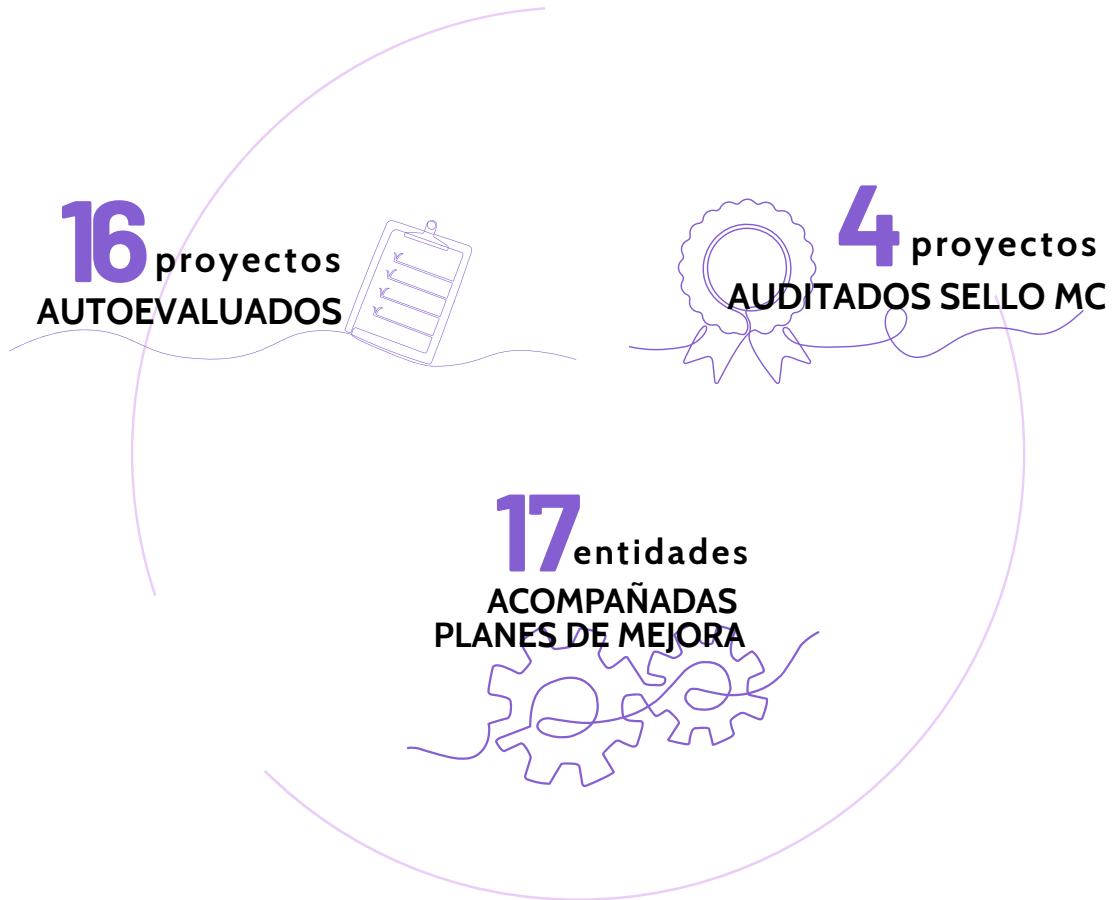 16 proyectos
AUTOEVALUADOS
4 proyectos
AUDITADOS SELLO MC
17 entidades
ACOMPAÑADAS
PLANES DE MEJORA